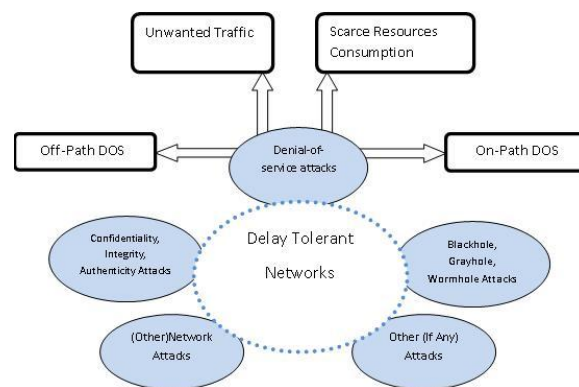 Unwanted Traffic
Scarce Resources
Consumption
Off-Path DOS
Denial-of-
service attacks
On-Path DOS
Confidentiality,
Integrity,
Authenticity Attacks
Delay Tolerant
Networks
Blackhole,
Grayhole,
Wormhole Attacks
(Other)Network
Attacks
Other (If Any)
Attacks